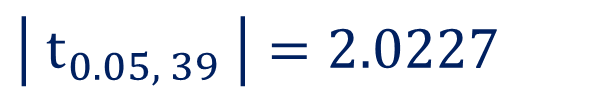 | t₀.₀₅, ₃₉ | = 2.0227